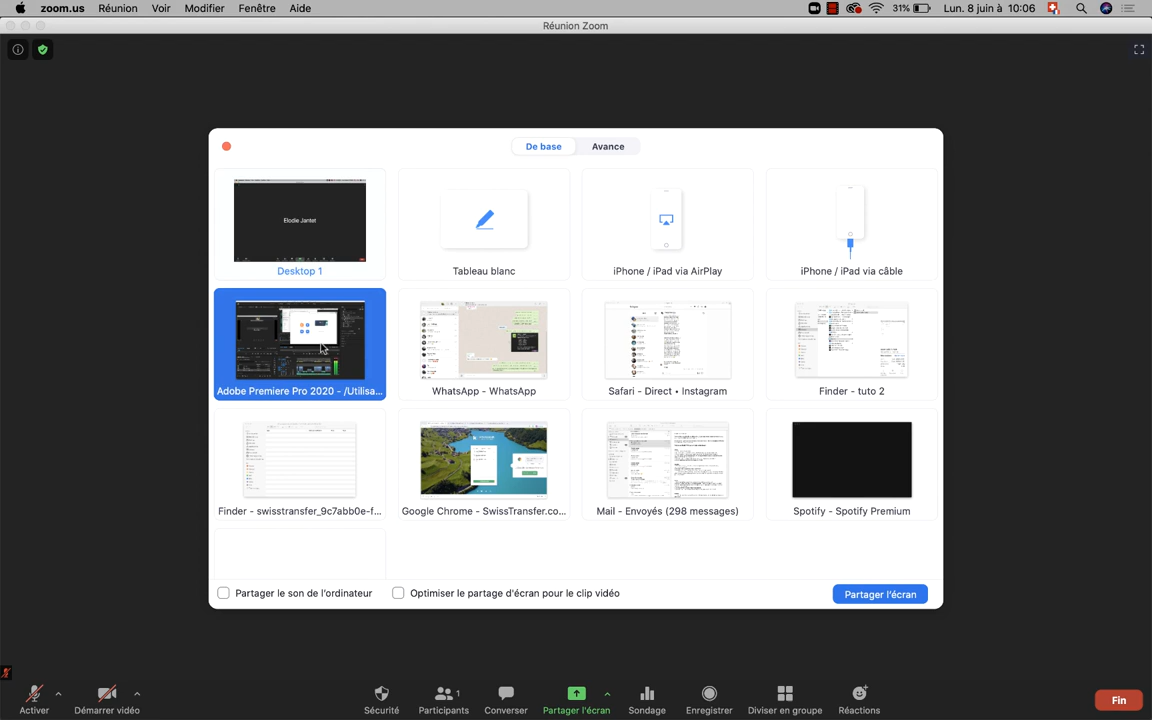 zoom.us Réunion Voir Modifier Fenêtre Aide 31% Lun. 8 juin à 10:06
Réunion Zoom
De base Avance
Elodie Jantet
Desktop 1 Tableau blanc iPhone / iPad via AirPlay iPhone / iPad via câble
Adobe Premiere Pro 2020 - /Utilisa... WhatsApp - WhatsApp Safari - Direct • Instagram Finder - tuto 2
Finder - swisstransfer_9c7abb0e-f... Google Chrome - SwissTransfer.co... Mail - Envoyés (298 messages) Spotify - Spotify Premium
Partager le son de l'ordinateur Optimiser le partage d'écran pour le clip vidéo Partager l'écran
1
Activer Démarrer vidéo Sécurité Participants Converser Partager l'écran Sondage Enregistrer Diviser en groupe Réactions Fin